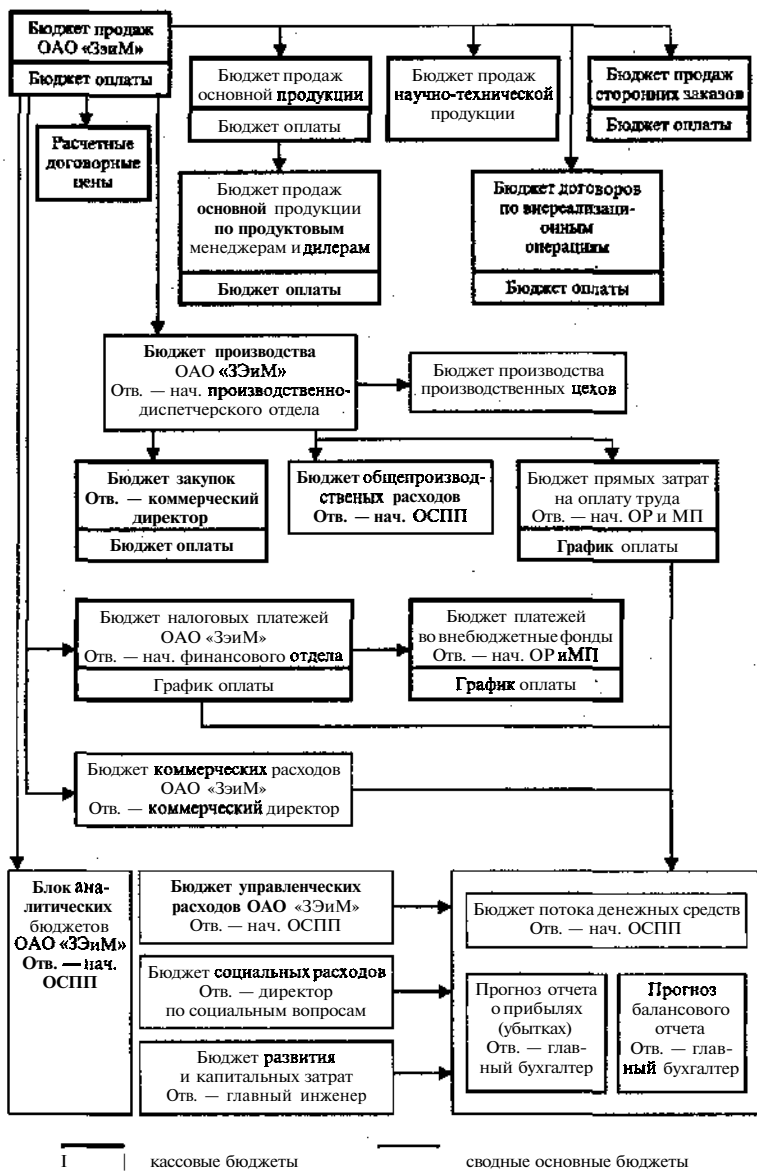 Бюджет продаж
ОАО «ЗэиМ»
Бюджет оплаты
Бюджет продаж
основной продукции
Бюджет оплаты
Бюджет продаж
научно-технической
продукции
Бюджет продаж
сторонних заказов
Бюджет оплаты
Расчетные
договорные
цены
Бюджет продаж
основной продукции
по продуктовым
менеджерам и дилерам
Бюджет оплаты
Бюджет договоров
по внереализаци-
онным
операциям
Бюджет оплаты
Бюджет производства
ОАО «ЗЭиМ»
Отв. — нач. производственно-
диспетчерского отдела
Бюджет производства
производственных цехов
Бюджет закупок
Отв. — коммерческий
директор
Бюджет оплаты
Бюджет общепроизвод-
ственых расходов
Отв. — нач. ОСПП
Бюджет прямых затрат
на оплату труда
Отв. — нач. ОР и МП
График оплаты
Бюджет налоговых платежей
ОАО «ЗэиМ»
Отв. — нач. финансового отдела
График оплаты
Бюджет платежей
во внебюджетные фонды
Отв. — нач. ОР иМП
График оплаты
Бюджет коммерческих расходов
ОАО «ЗэиМ»
Отв. — коммерческий директор
Блок ана-
литических
бюджетов
ОАО «ЗЭиМ»
Отв. — нач.
ОСПП
Бюджет управленческих
расходов ОАО «ЗЭиМ»
Отв. — нач. ОСПП
Бюджет социальных расходов
Отв. — директор
по социальным вопросам
Бюджет развития
и капитальных затрат
Отв. — главный инженер
Бюджет потока денежных средств
Отв. — нач. ОСПП
Прогноз отчета
о прибылях
(убытках)
Отв. — глав-
ный бухгалтер
Прогноз
балансового
отчета
Отв. — глав-
ный бухгалтер
I | кассовые бюджеты сводные основные бюджеты